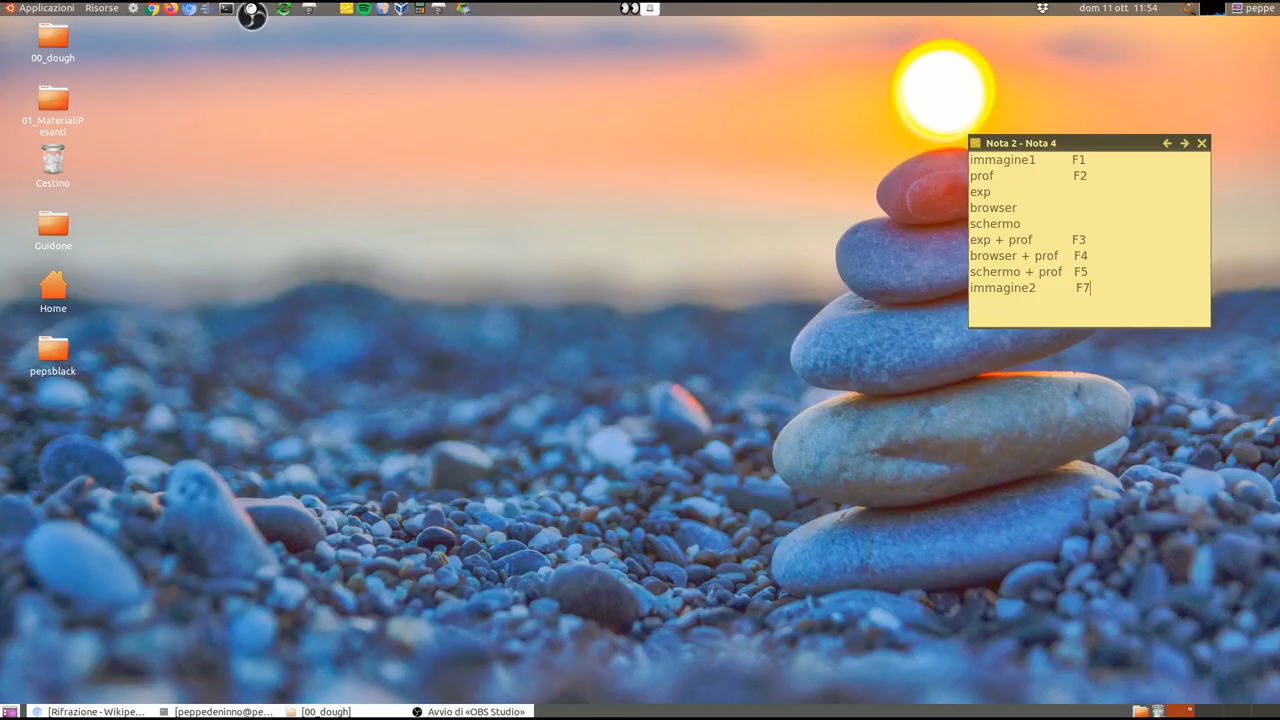 Applicazioni Risorse dom 11 ott 11:54 peppe
00_dough
01_MaterialiP
esanti
Cestino
Guidone
Home
pepsblack
Nota 2 - Nota 4
immagine1 F1
prof F2
exp
browser
schermo
exp + prof F3
browser + prof F4
schermo + prof F5
immagine2 F7
[Rifrazione - Wikipe... [peppedeninno@pe... [00_dough] Avvio di «OBS Studio»